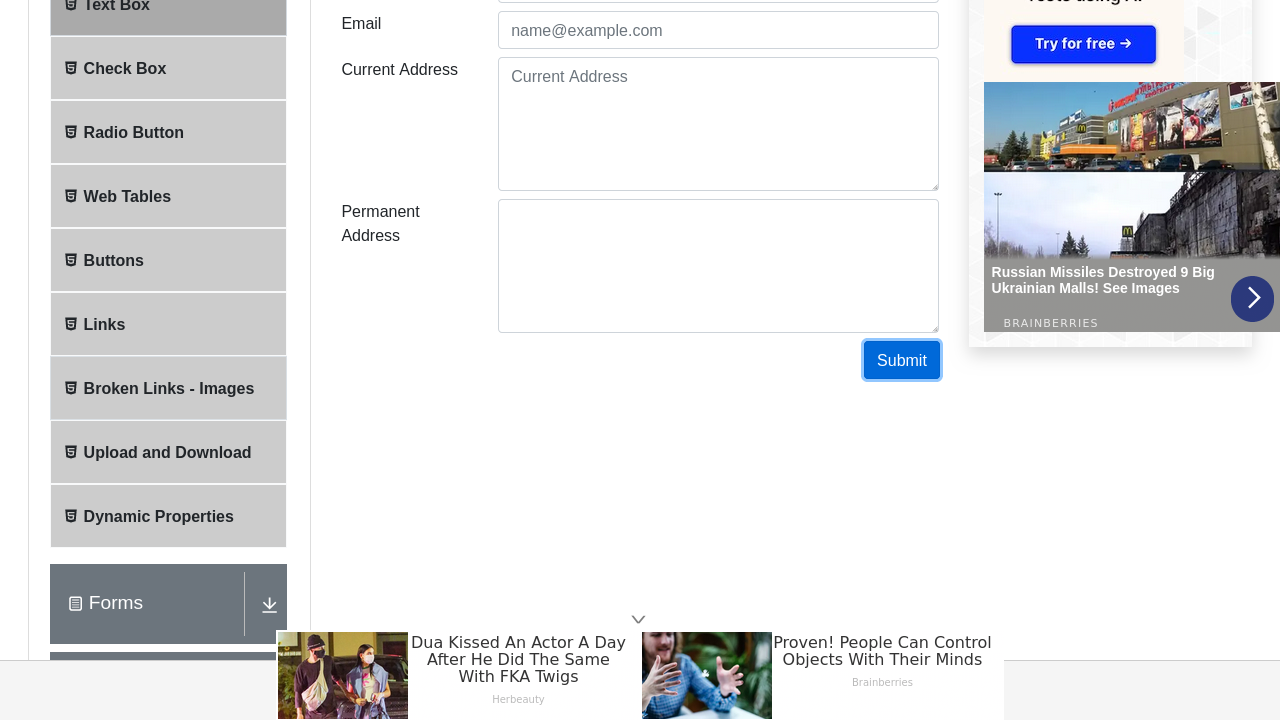 Text Box
Check Box
Radio Button
Web Tables
Buttons
Links
Broken Links - Images
Upload and Download
Dynamic Properties
Forms
Email
name@example.com
Current Address
Current Address
Permanent
Address
Submit
Try for free →
Russian Missiles Destroyed 9 Big
Ukrainian Malls! See Images
BRAINBERRIES
Dua Kissed An Actor A Day
After He Did The Same
With FKA Twigs
Herbeauty
Proven! People Can Control
Objects With Their Minds
Brainberries